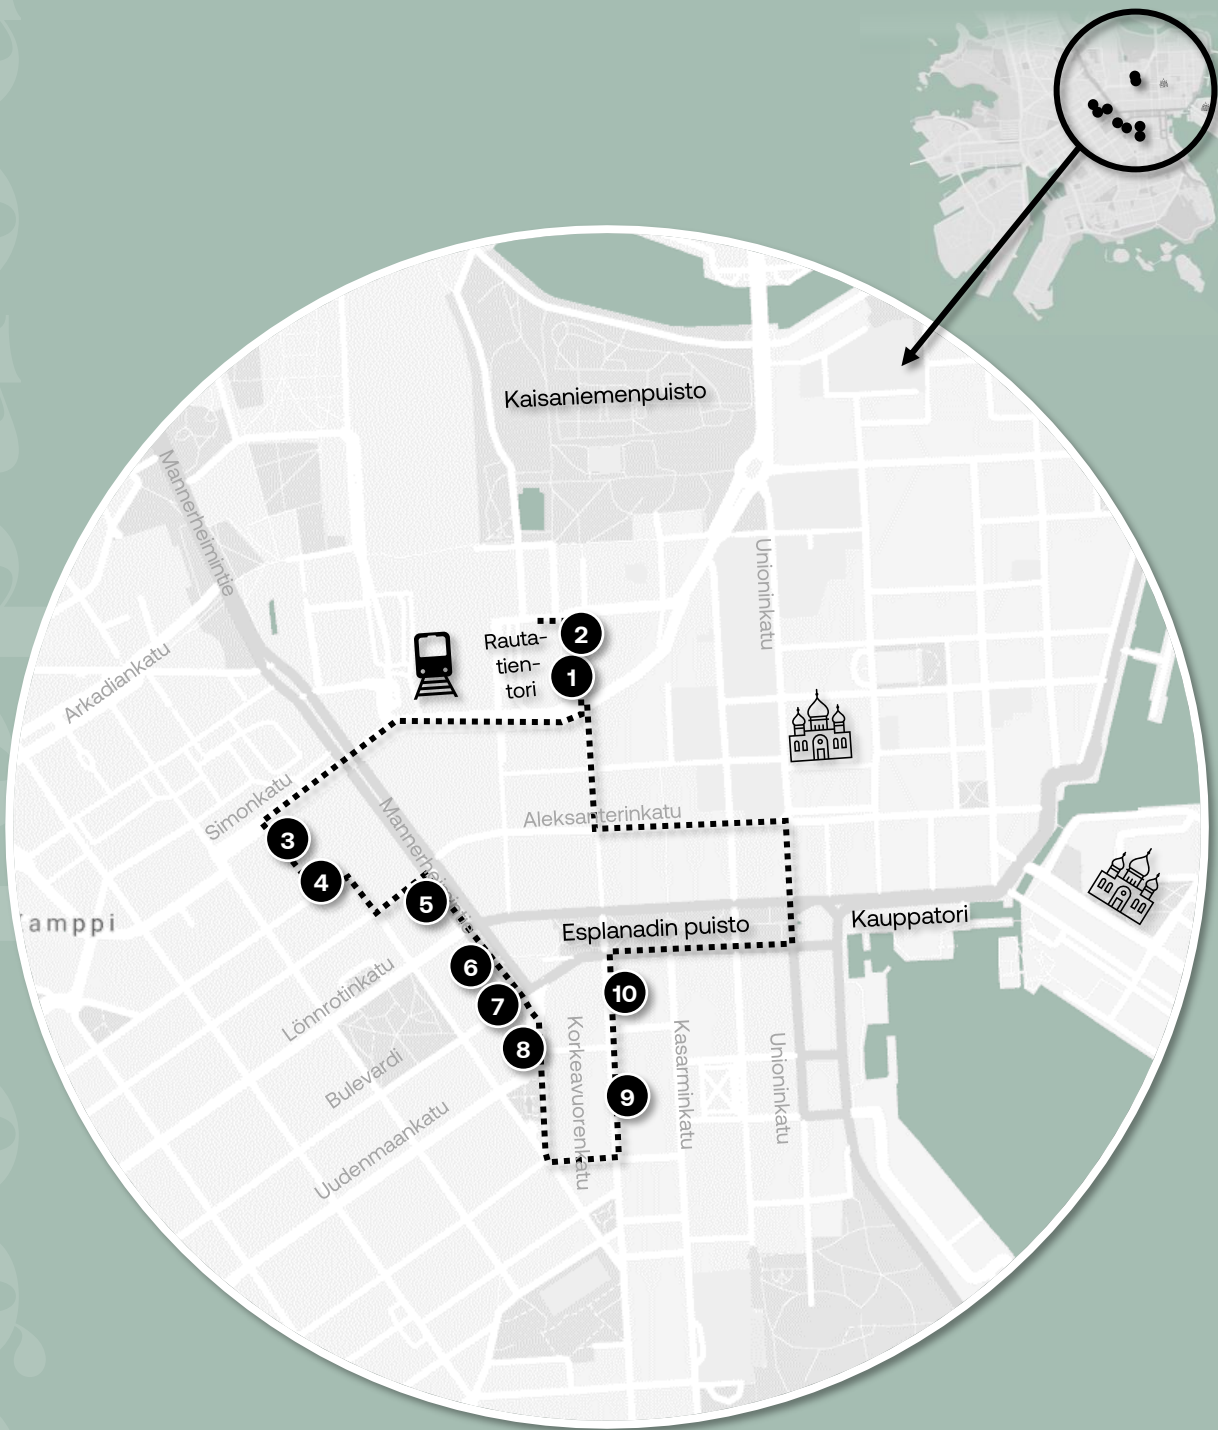 Kaisaniemenpuisto
Mannerheimintie
Unioninkatu
2
Rauta-
tien-
tori
1
Arkadiankatu
Simonkatu
Mannerheimintie
Aleksanterinkatu
3
4
5
amppi
Esplanadin puisto
Kauppatori
6
Lönnrotinkatu
7
10
8
Bulevardi
Korkeavuorenkatu
Kasarminkatu
Unioninkatu
9
Uudenmaankatu